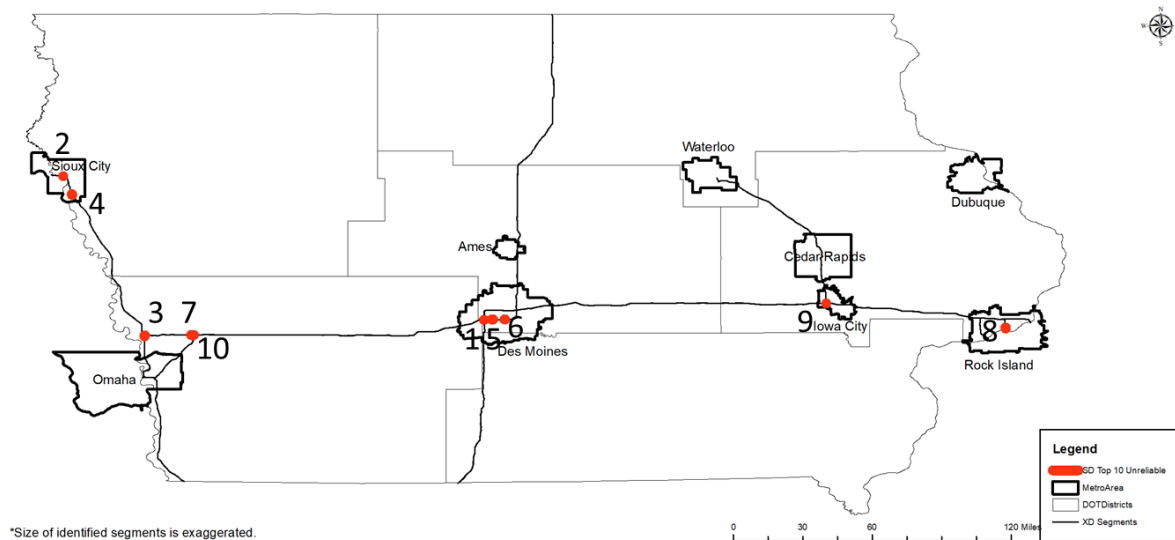 N
W E
S
2
Sioux City
4
Waterloo
Dubuque
Ames
Cedar Rapids
3 7
10
1 5 6
Des Moines
9 Iowa City
8
Rock Island
Omaha
Legend
SD Top 10 Unreliable
MetroArea
DOTDistricts
XD Segments
*Size of identified segments is exaggerated.
0 30 60 120 Miles